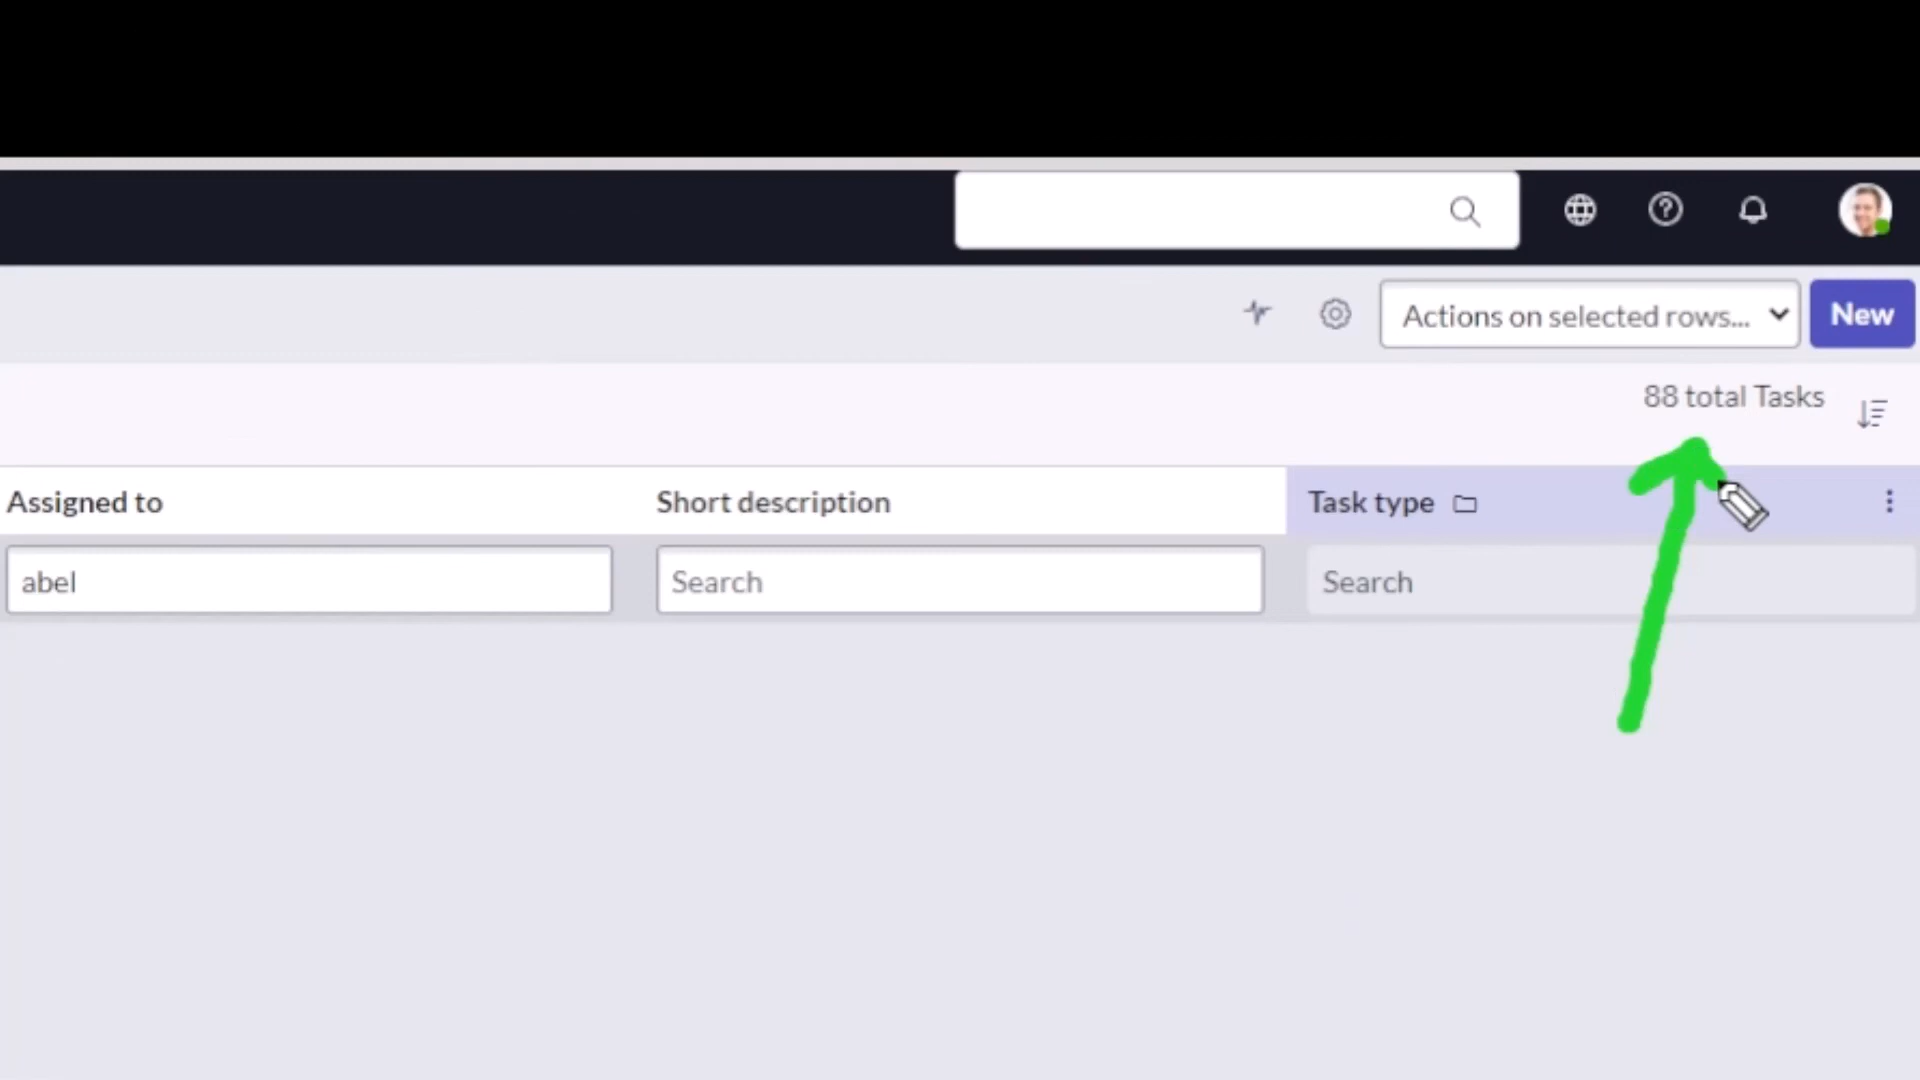 Actions on selected rows...
New
88 total Tasks
Assigned to
Short description
Task type
abel
Search
Search